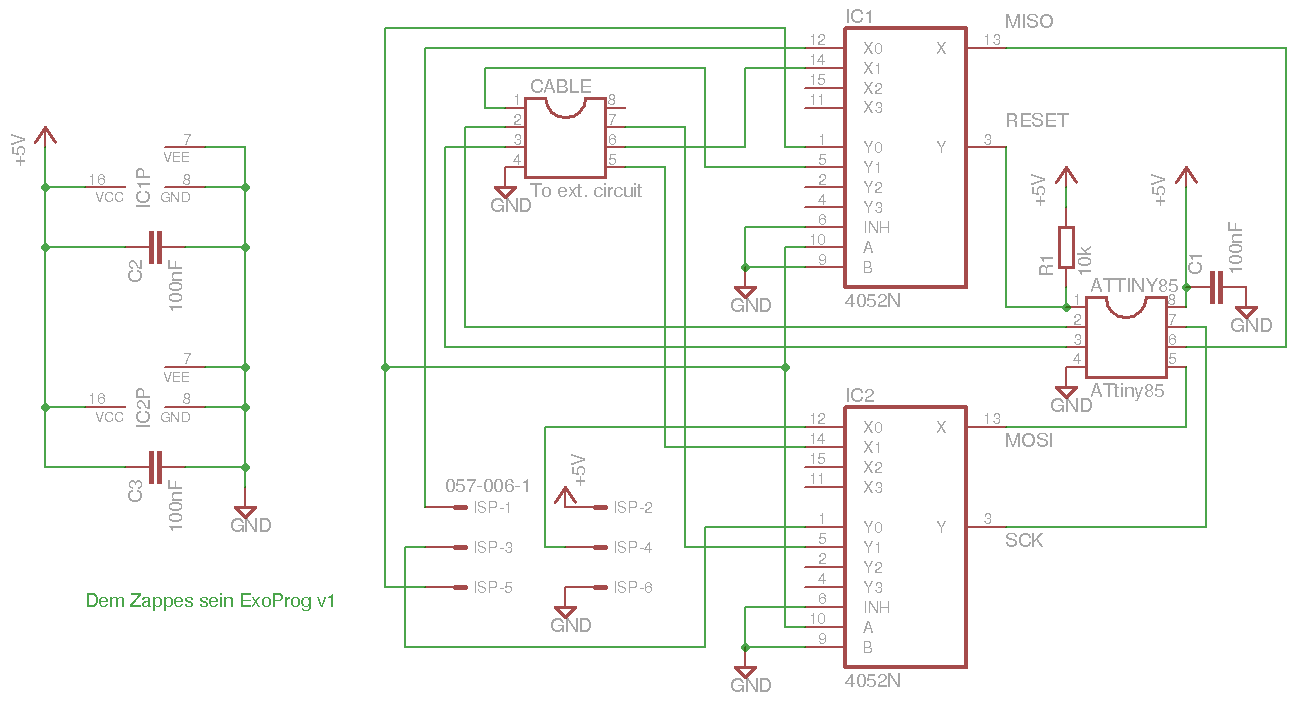 +5V
7
VEE
16
VCC
IC1P
8
GND
C2
100nF
7
VEE
16
VCC
IC2P
8
GND
C3
100nF
GND
Dem Zappes sein ExoProg v1
CABLE
1 8
2 7
3 6
4 5
To ext. circuit
GND
IC1
MISO
12 X0 X 13
14 X1
15 X2
11 X3
RESET
1 Y0 Y 3
5 Y1
2 Y2
4 Y3
6 INH
10 A
9 B
GND
4052N
+5V
+5V
R1
10k
C1
100nF
GND
ATTINY85
1 8
2 7
3 6
4 5
GND
ATtiny85
IC2
12 X0 X 13
MOSI
14 X1
15 X2
11 X3
1 Y0 Y 3
SCK
5 Y1
2 Y2
4 Y3
6 INH
10 A
9 B
GND
4052N
057-006-1
+5V
ISP-1 ISP-2
ISP-3 ISP-4
ISP-5 ISP-6
GND